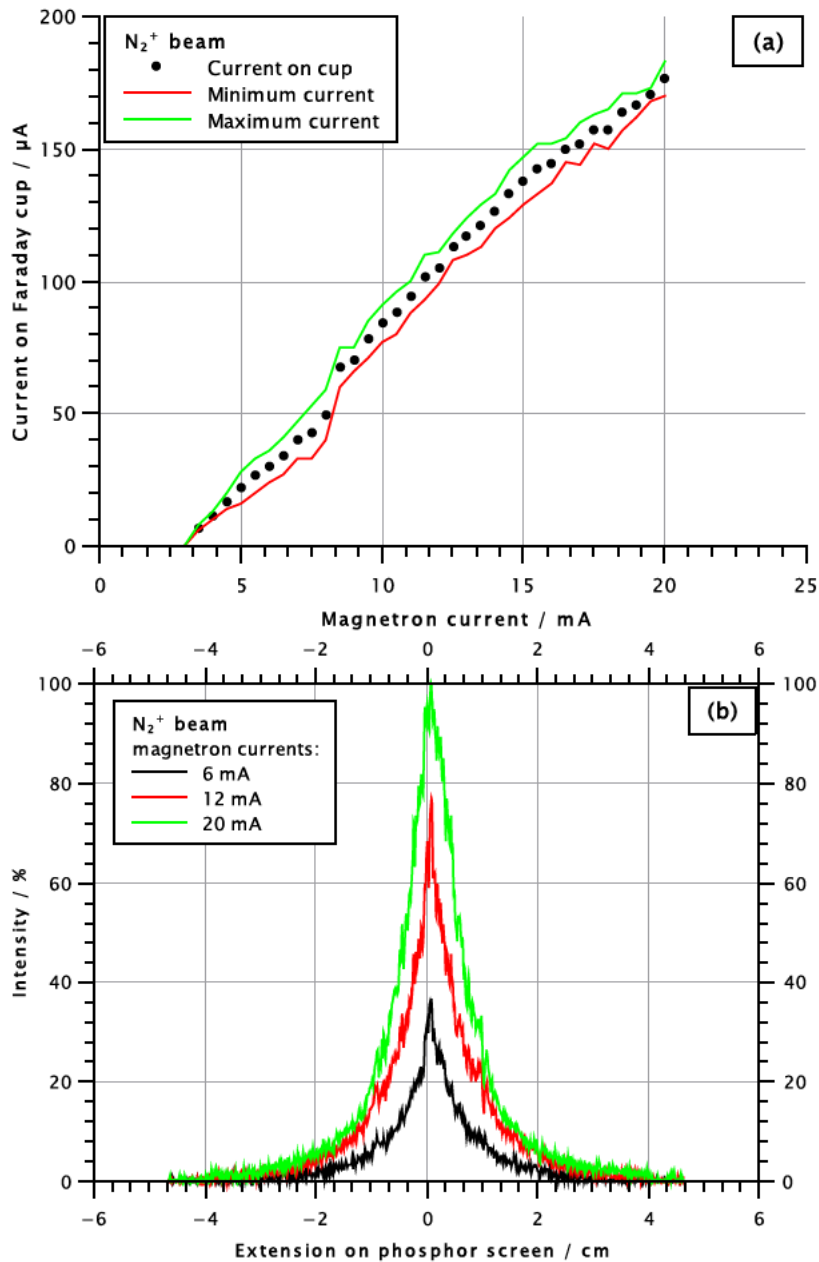 200
150
100
50
0
Current on Faraday cup / µA
N₂⁺ beam
Current on cup
Minimum current
Maximum current
(a)
0 5 10 15 20 25
Magnetron current / mA
−6 −4 −2 0 2 4 6
100
80
60
40
20
0
Intensity / %
N₂⁺ beam
magnetron currents:
6 mA
12 mA
20 mA
(b)
100
80
60
40
20
0
−6 −4 −2 0 2 4 6
Extension on phosphor screen / cm